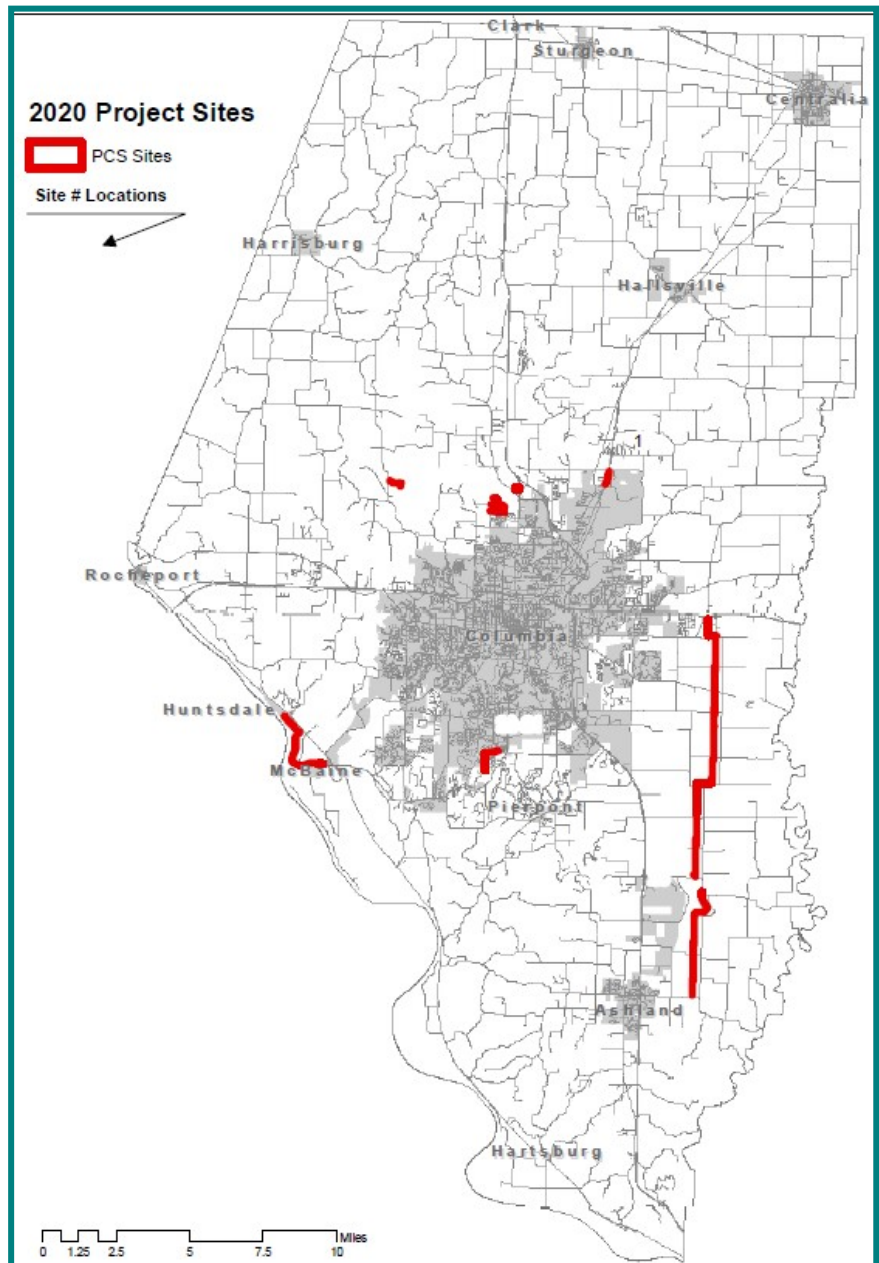 Clark
Sturgeon
Centralia
2020 Project Sites
PCS Sites
Site # Locations
Harrisburg
Hallsville
1
Rocheport
Columbia
Huntsdale
McBaine
Pierpont
Ashland
Hartsburg
Miles
0 1.25 2.5 5 7.5 10